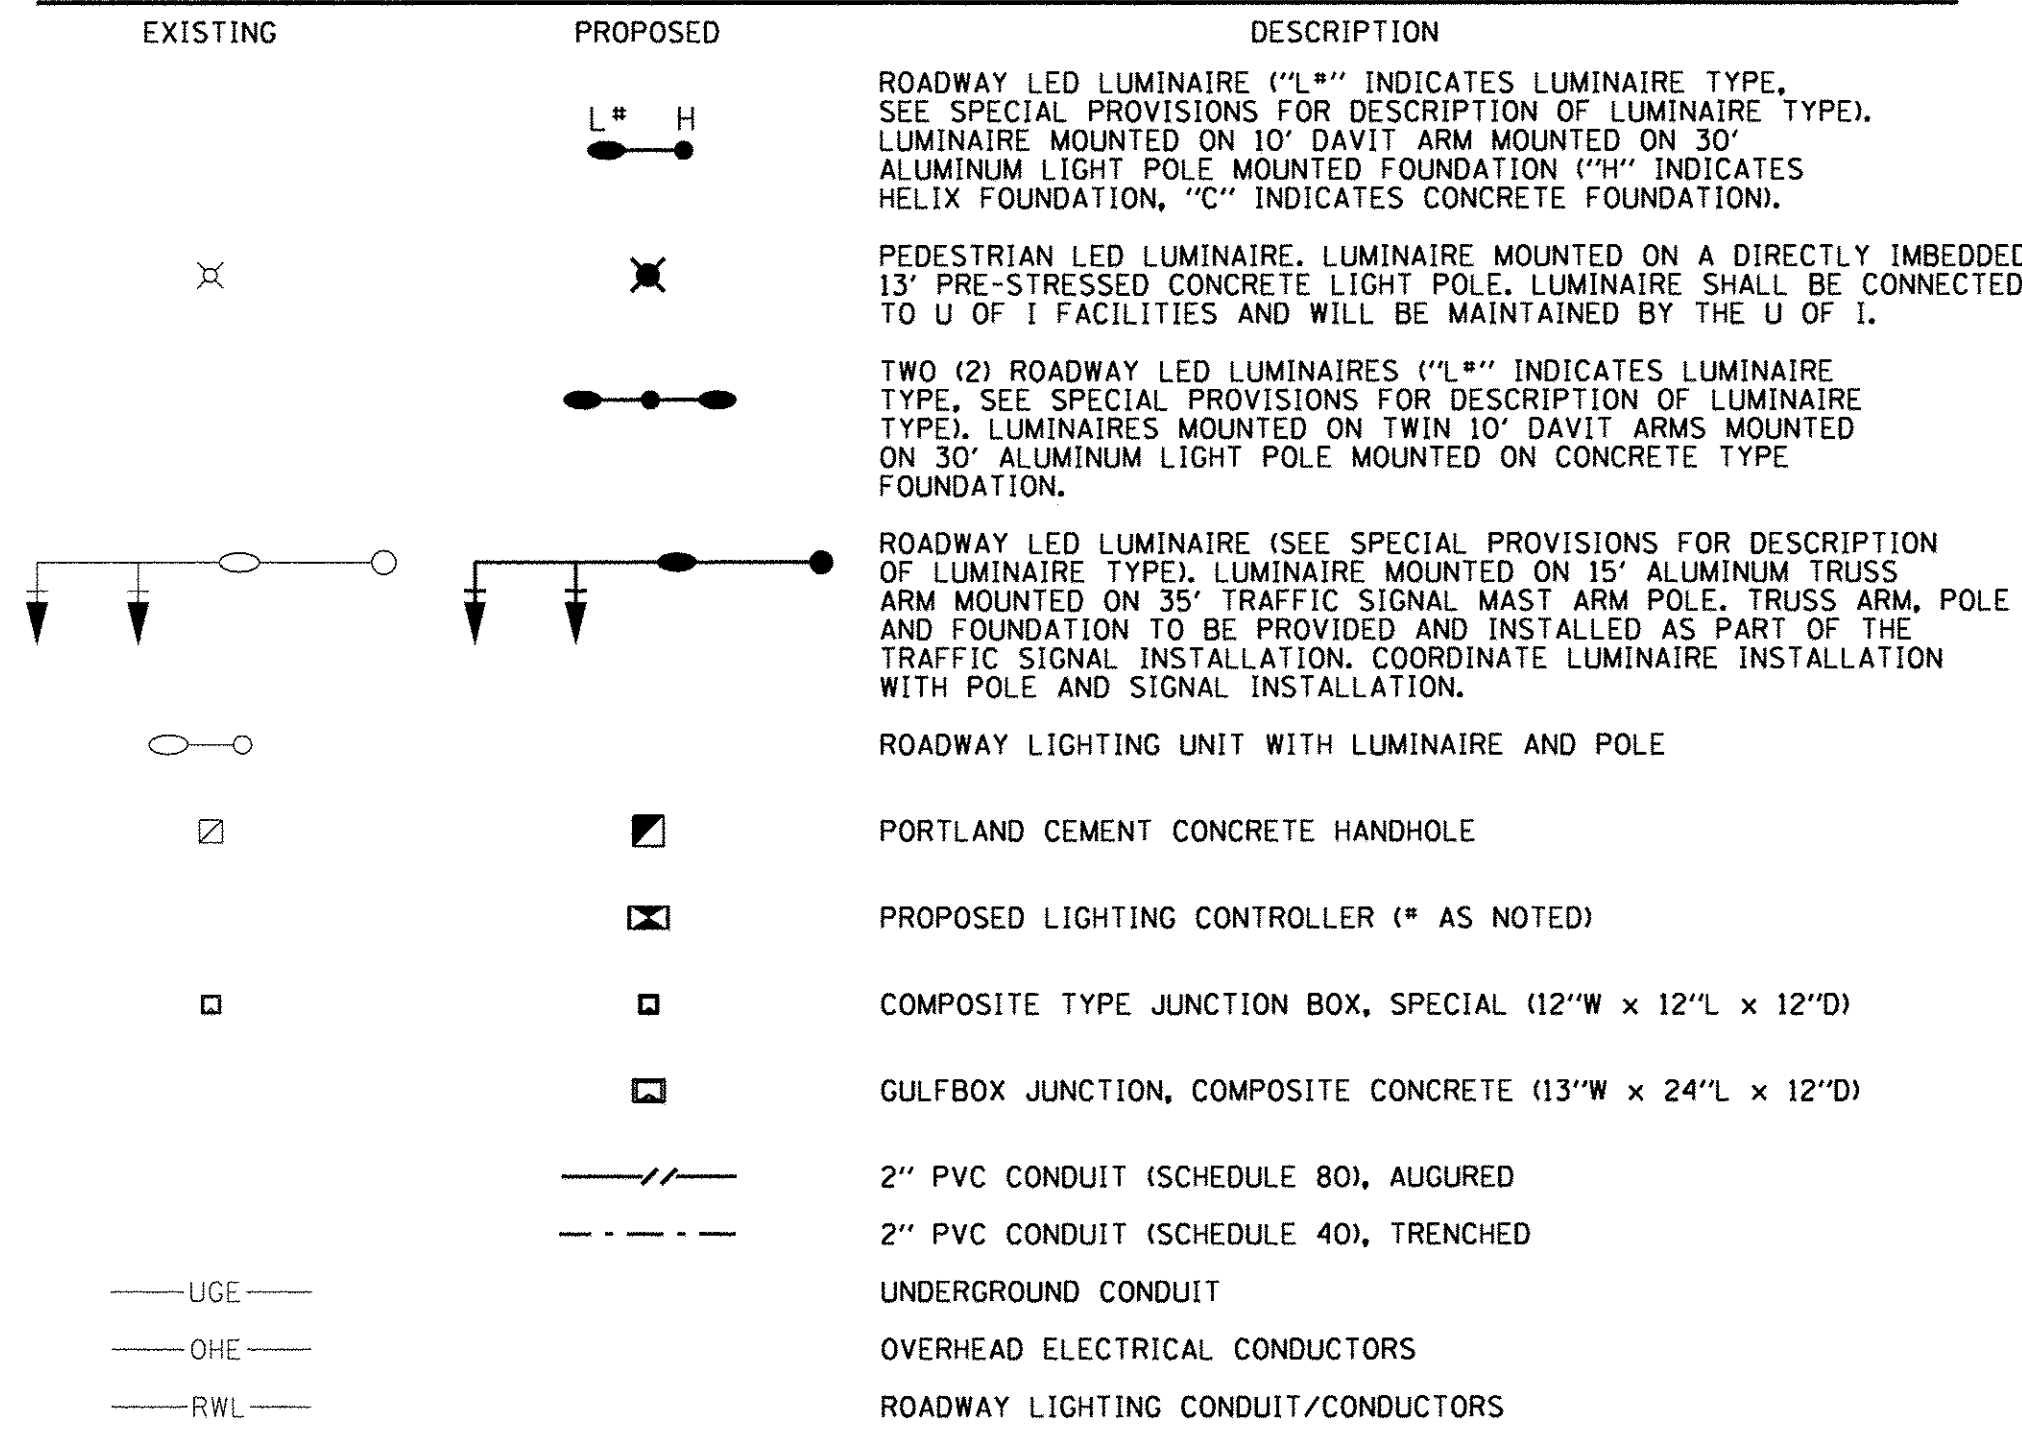 EXISTING PROPOSED DESCRIPTION
L# H
ROADWAY LED LUMINAIRE ("L#" INDICATES LUMINAIRE TYPE,
SEE SPECIAL PROVISIONS FOR DESCRIPTION OF LUMINAIRE TYPE).
LUMINAIRE MOUNTED ON 10' DAVIT ARM MOUNTED ON 30'
ALUMINUM LIGHT POLE MOUNTED FOUNDATION ("H" INDICATES
HELIX FOUNDATION, "C" INDICATES CONCRETE FOUNDATION).
PEDESTRIAN LED LUMINAIRE. LUMINAIRE MOUNTED ON A DIRECTLY IMBEDDED
13' PRE-STRESSED CONCRETE LIGHT POLE. LUMINAIRE SHALL BE CONNECTED
TO U OF I FACILITIES AND WILL BE MAINTAINED BY THE U OF I.
TWO (2) ROADWAY LED LUMINAIRES ("L#" INDICATES LUMINAIRE
TYPE, SEE SPECIAL PROVISIONS FOR DESCRIPTION OF LUMINAIRE
TYPE). LUMINAIRES MOUNTED ON TWIN 10' DAVIT ARMS MOUNTED
ON 30' ALUMINUM LIGHT POLE MOUNTED ON CONCRETE TYPE
FOUNDATION.
ROADWAY LED LUMINAIRE (SEE SPECIAL PROVISIONS FOR DESCRIPTION
OF LUMINAIRE TYPE). LUMINAIRE MOUNTED ON 15' ALUMINUM TRUSS
ARM MOUNTED ON 35' TRAFFIC SIGNAL MAST ARM POLE. TRUSS ARM, POLE
AND FOUNDATION TO BE PROVIDED AND INSTALLED AS PART OF THE
TRAFFIC SIGNAL INSTALLATION. COORDINATE LUMINAIRE INSTALLATION
WITH POLE AND SIGNAL INSTALLATION.
ROADWAY LIGHTING UNIT WITH LUMINAIRE AND POLE
PORTLAND CEMENT CONCRETE HANDHOLE
PROPOSED LIGHTING CONTROLLER (# AS NOTED)
COMPOSITE TYPE JUNCTION BOX, SPECIAL (12"W x 12"L x 12"D)
GULFBOX JUNCTION, COMPOSITE CONCRETE (13"W x 24"L x 12"D)
2" PVC CONDUIT (SCHEDULE 80), AUGURED
2" PVC CONDUIT (SCHEDULE 40), TRENCHED
UGE UNDERGROUND CONDUIT
OHE OVERHEAD ELECTRICAL CONDUCTORS
RWL ROADWAY LIGHTING CONDUIT/CONDUCTORS